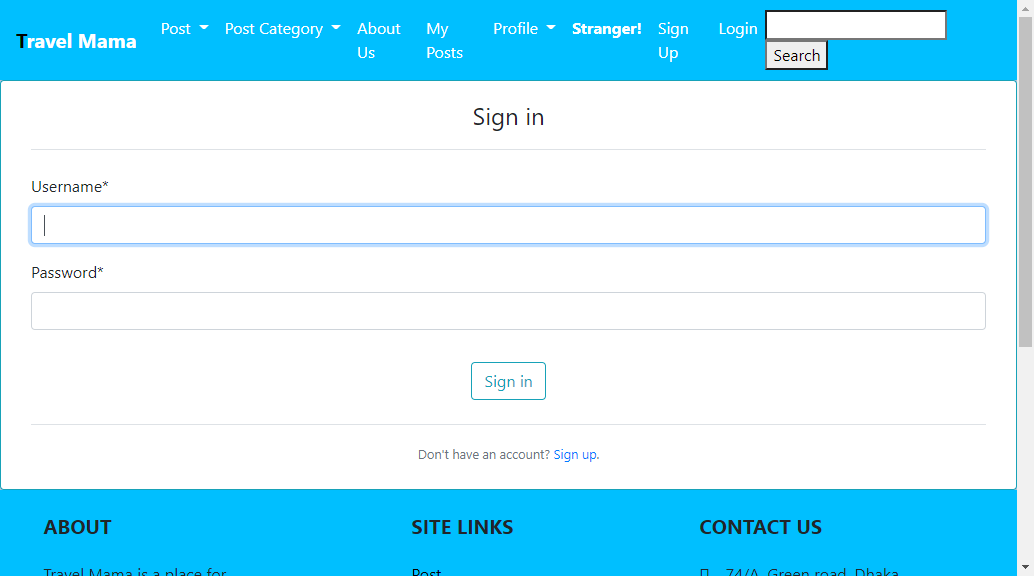 Travel Mama
Post
Post Category
About Us
My Posts
Profile
Stranger!
Sign Up
Login
Search
Sign in
Username*
Password*
Sign in
Don't have an account? Sign up.
ABOUT
SITE LINKS
CONTACT US
Travel Mama is a place for
Post
74/A, Green road, Dhaka